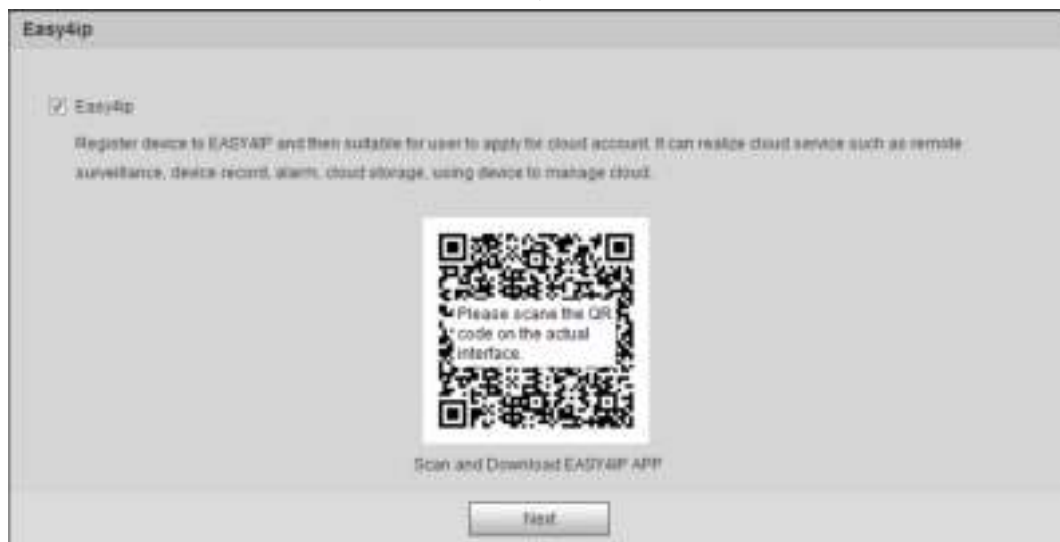 Easy4ip
Easy4ip
Register device to EASY4IP and then suitable for user to apply for cloud account. It can realize cloud service such as remote
surveillance, device record, alarm, cloud storage, using device to manage cloud.
Please scane the QR
code on the actual
interface.
Scan and Download EASY4IP APP
Next